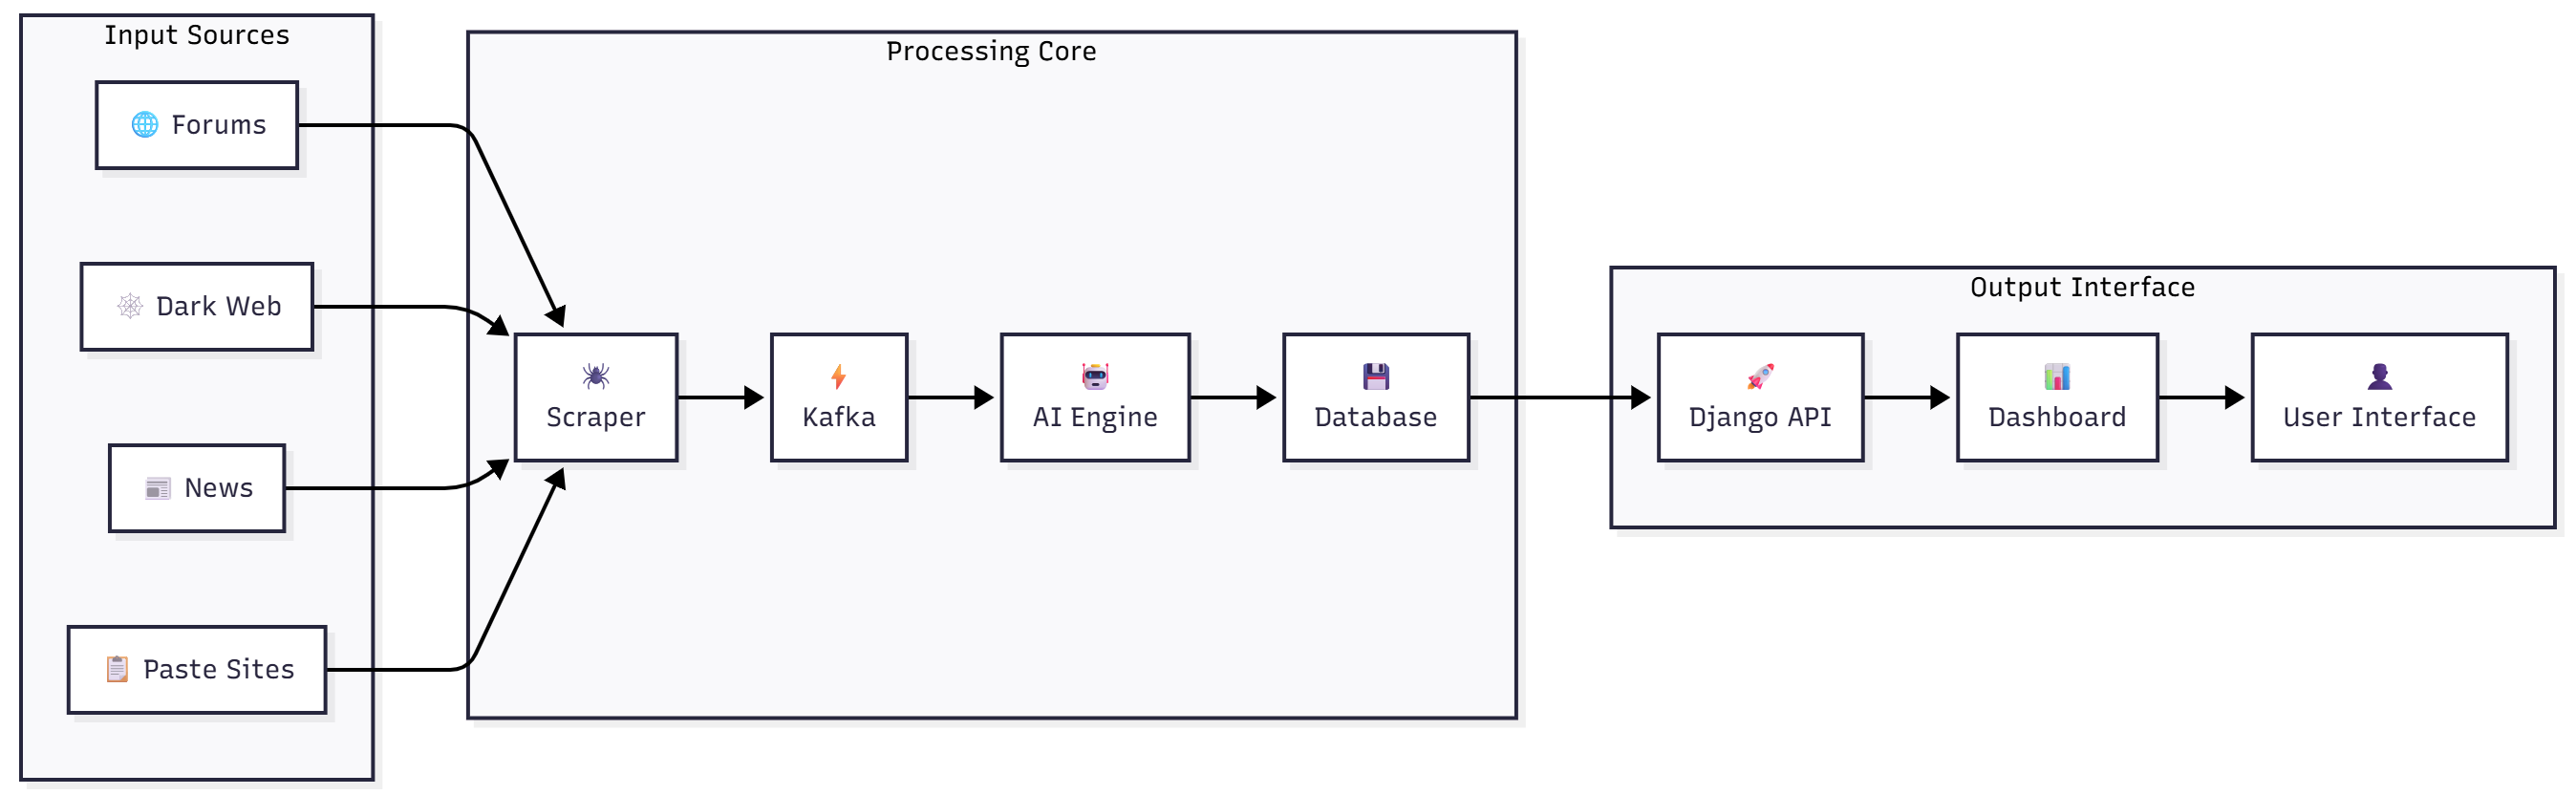 Input Sources
Forums
Dark Web
News
Paste Sites
Processing Core
Scraper
Kafka
AI Engine
Database
Output Interface
Django API
Dashboard
User Interface